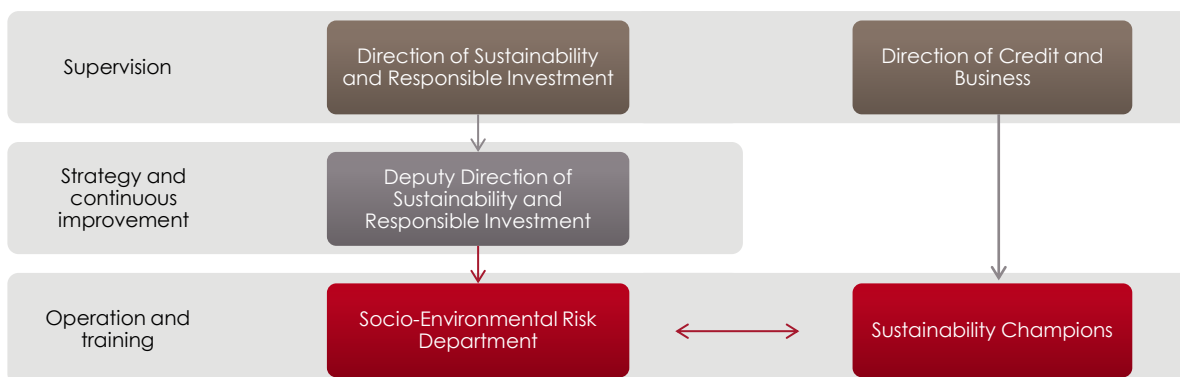 Supervision
Direction of Sustainability
and Responsible Investment
Direction of Credit and
Business
Strategy and
continuous
improvement
Deputy Direction of
Sustainability and
Responsible Investment
Operation and
training
Socio-Environmental Risk
Department
Sustainability Champions